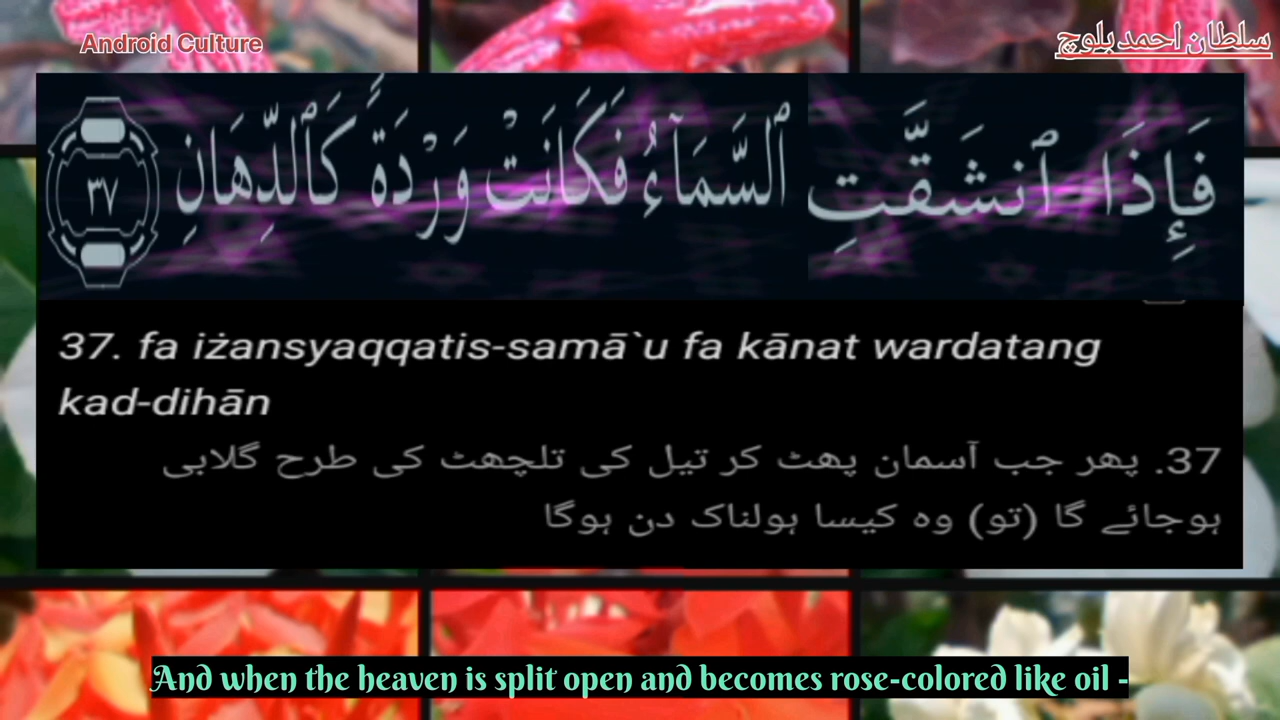 Android Culture
سلطان احمد بلوچ
فَإِذَا ٱنشَقَّتِ ٱلسَّمَآءُ فَكَانَتْ وَرْدَةً كَٱلدِّهَانِ ٣٧
37. fa iżansyaqqatis-samā`u fa kānat wardatang
kad-dihān
37. پھر جب آسمان پھٹ کر تیل کی تلچھٹ کی طرح گلابی
ہوجائے گا (تو) وہ کیسا ہولناک دن ہوگا
And when the heaven is split open and becomes rose-colored like oil -